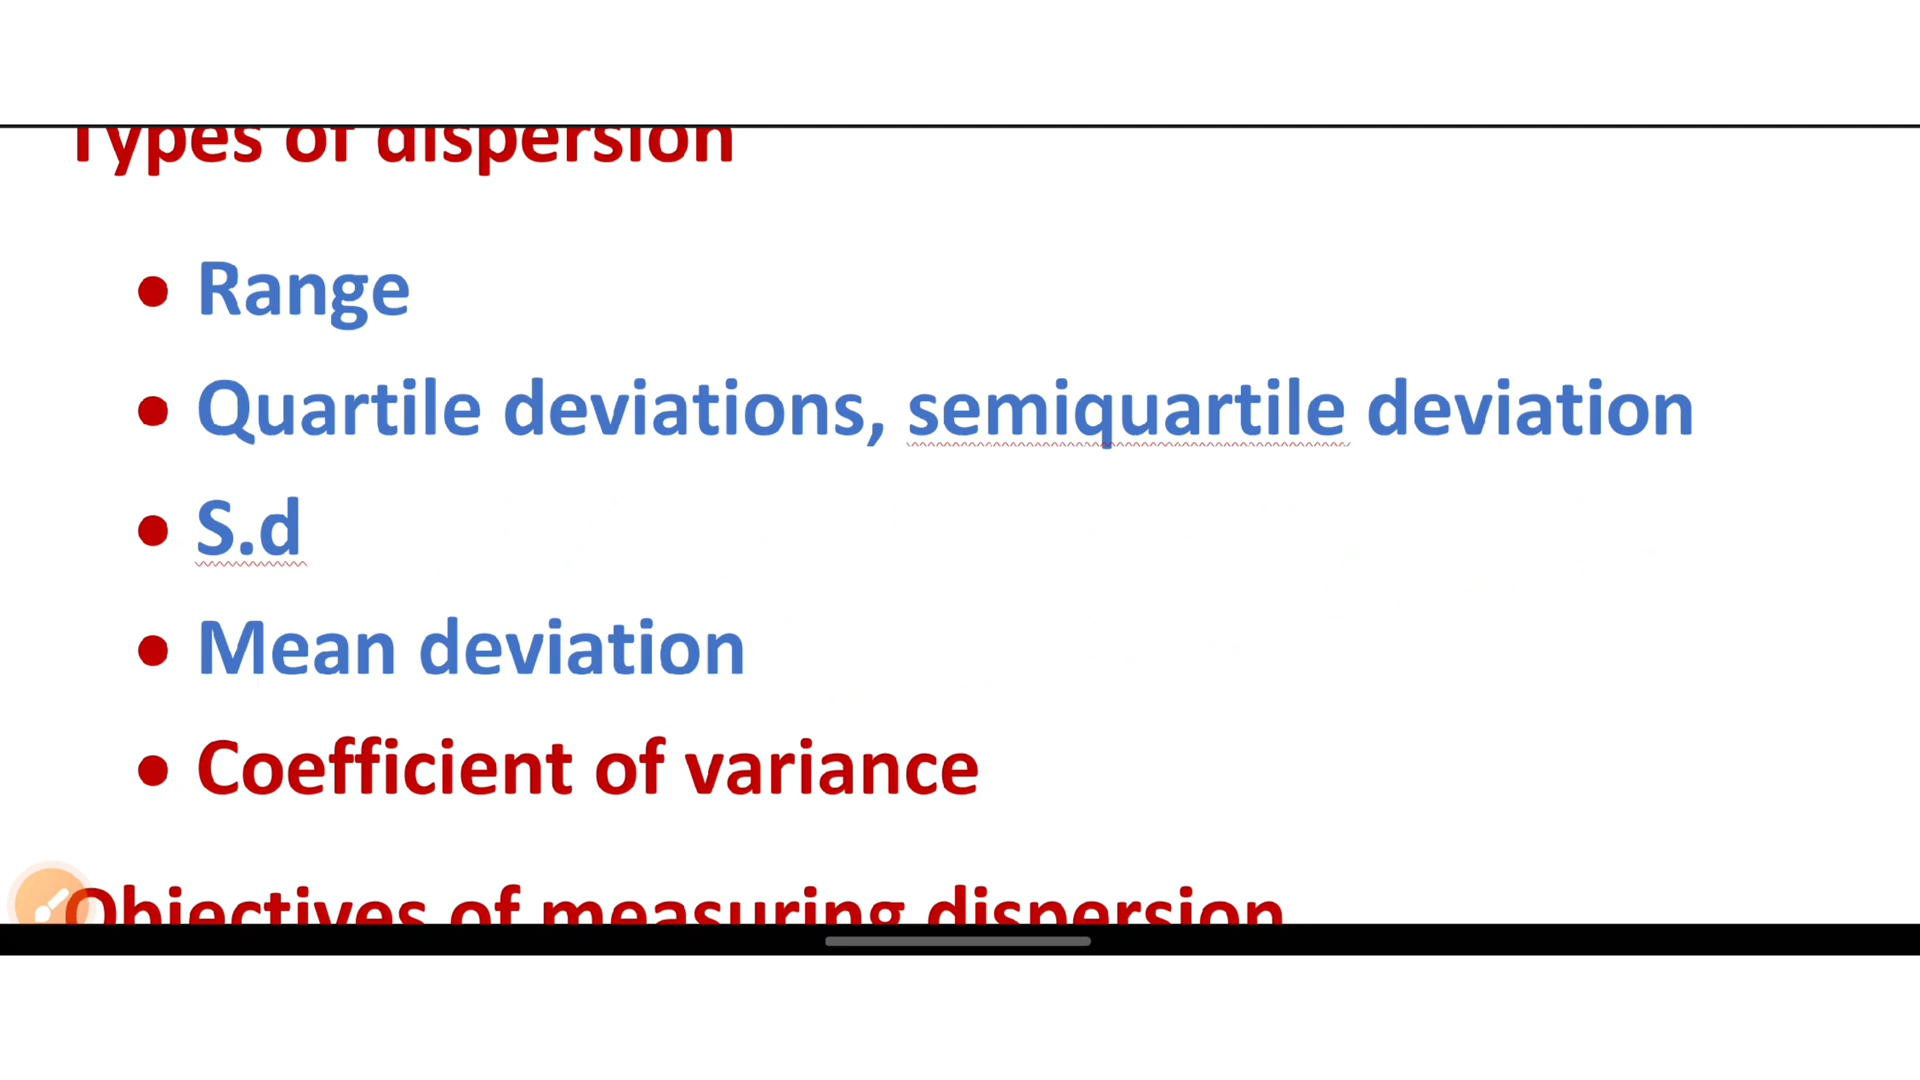 Types of dispersion
• Range
• Quartile deviations, semiquartile deviation
• S.d
• Mean deviation
• Coefficient of variance
Objectives of measuring dispersion